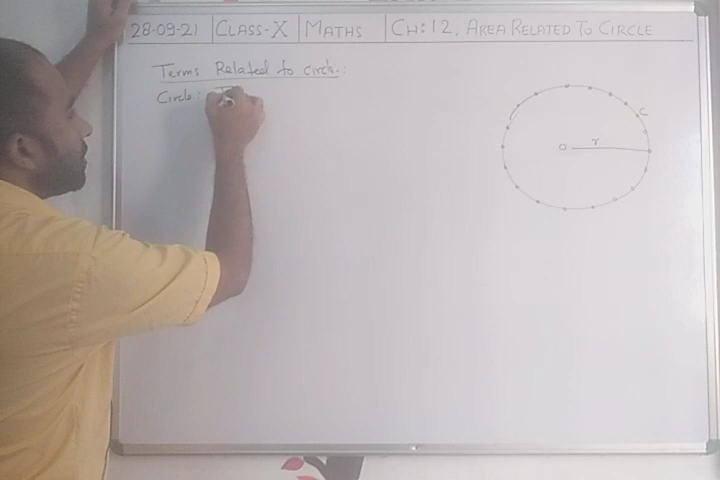 28-09-21 CLASS-X MATHS CH:12, AREA RELATED TO CIRCLE
Terms Related to circle:
Circle:
C
O r